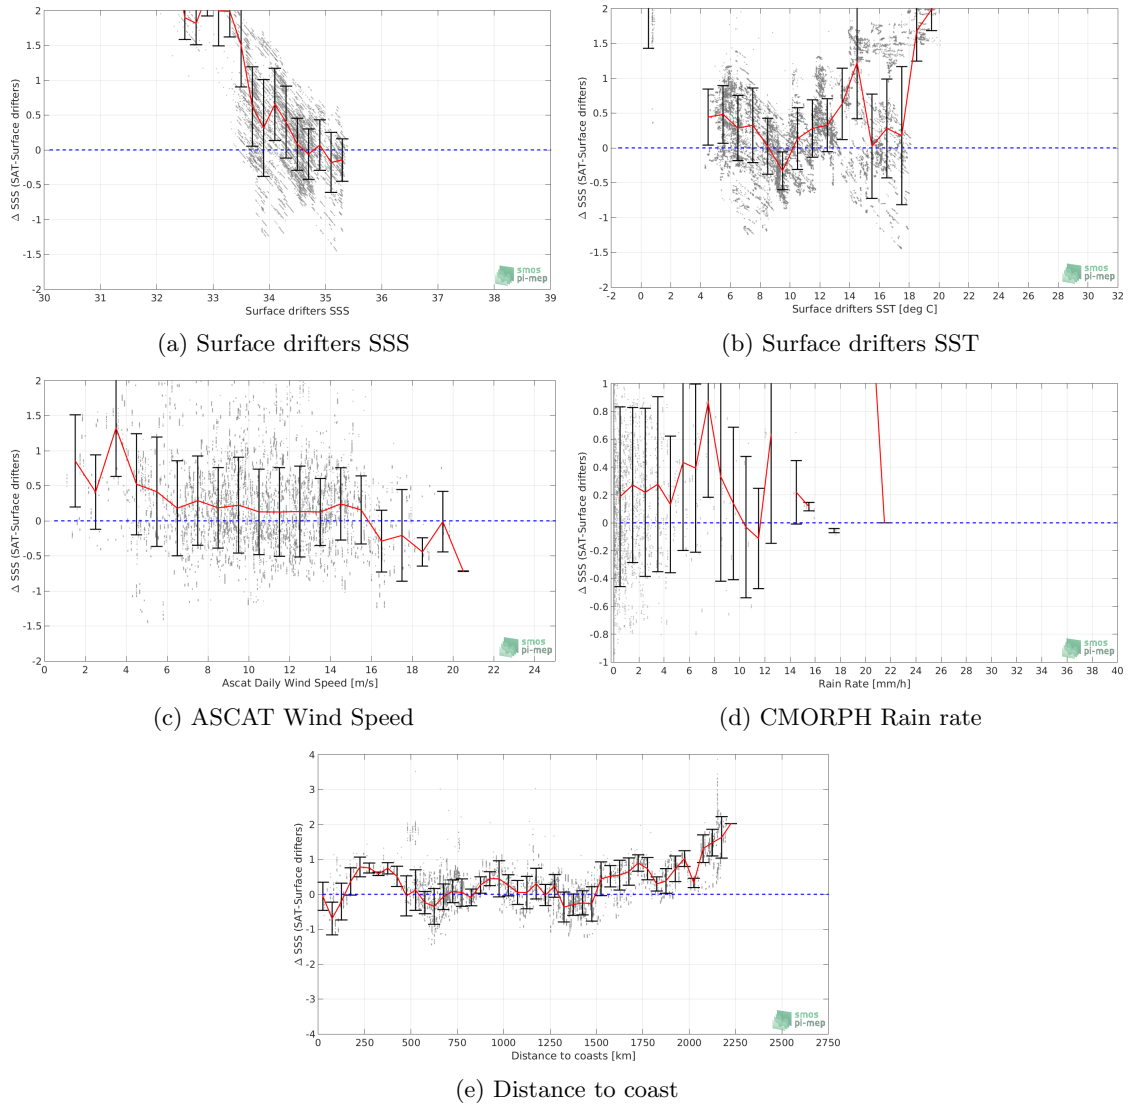 2
1.5
1
0.5
0
-0.5
-1
-1.5
-2
Δ SSS (SAT-Surface drifters)
30 31 32 33 34 35 36 37 38 39
Surface drifters SSS
smos
pi-mep
(a) Surface drifters SSS
2
1.5
1
0.5
0
-0.5
-1
-1.5
-2
Δ SSS (SAT-Surface drifters)
-2 0 2 4 6 8 10 12 14 16 18 20 22 24 26 28 30 32
Surface drifters SST [deg C]
smos
pi-mep
(b) Surface drifters SST
2
1.5
1
0.5
0
-0.5
-1
-1.5
-2
Δ SSS (SAT-Surface drifters)
2 4 6 8 10 12 14 16 18 20 22 24
Ascat Daily Wind Speed [m/s]
smos
pi-mep
(c) ASCAT Wind Speed
1
0.8
0.6
0.4
0.2
0
-0.2
-0.4
-0.6
-0.8
-1
Δ SSS (SAT-Surface drifters)
0 2 4 6 8 10 12 14 16 18 20 22 24 26 28 30 32 34 36 38 40
Rain Rate [mm/h]
smos
pi-mep
(d) CMORPH Rain rate
4
3
2
1
0
-1
-2
-3
-4
Δ SSS (SAT-Surface drifters)
0 250 500 750 1000 1250 1500 1750 2000 2250 2500 2750
Distance to coasts [km]
smos
pi-mep
(e) Distance to coast